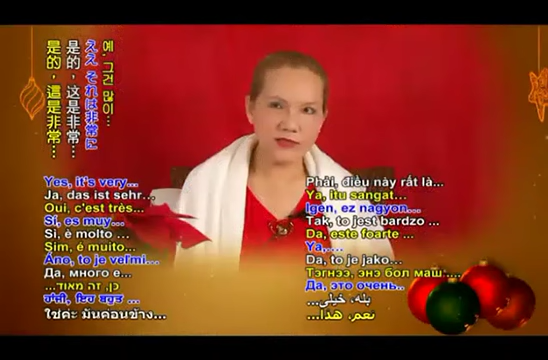 예, 그건 많이...
ええ それは非常に
是的，这是非常…
是的，這是非常…
Yes, it's very...
Ja, das ist sehr...
Oui, c'est très...
Sí, es muy...
Sì, è molto...
Sim, é muito...
Áno, to je veľmi...
Да, много е...
כן, זה מאוד...
ਹਾਂਜੀ, ਇਹ ਬਹੁਤ ...
ใช่ค่ะ มันค่อนข้าง...
Phải, điều này rất là...
Ya, itu sangat...
Igen, ez nagyon...
Tak, to jest bardzo ...
Da, este foarte ...
Ya,...
Da, to je jako...
Тэгнээ, энэ бол маш ...
Да, это очень..
بله، خیلی...
نعم, هذا...